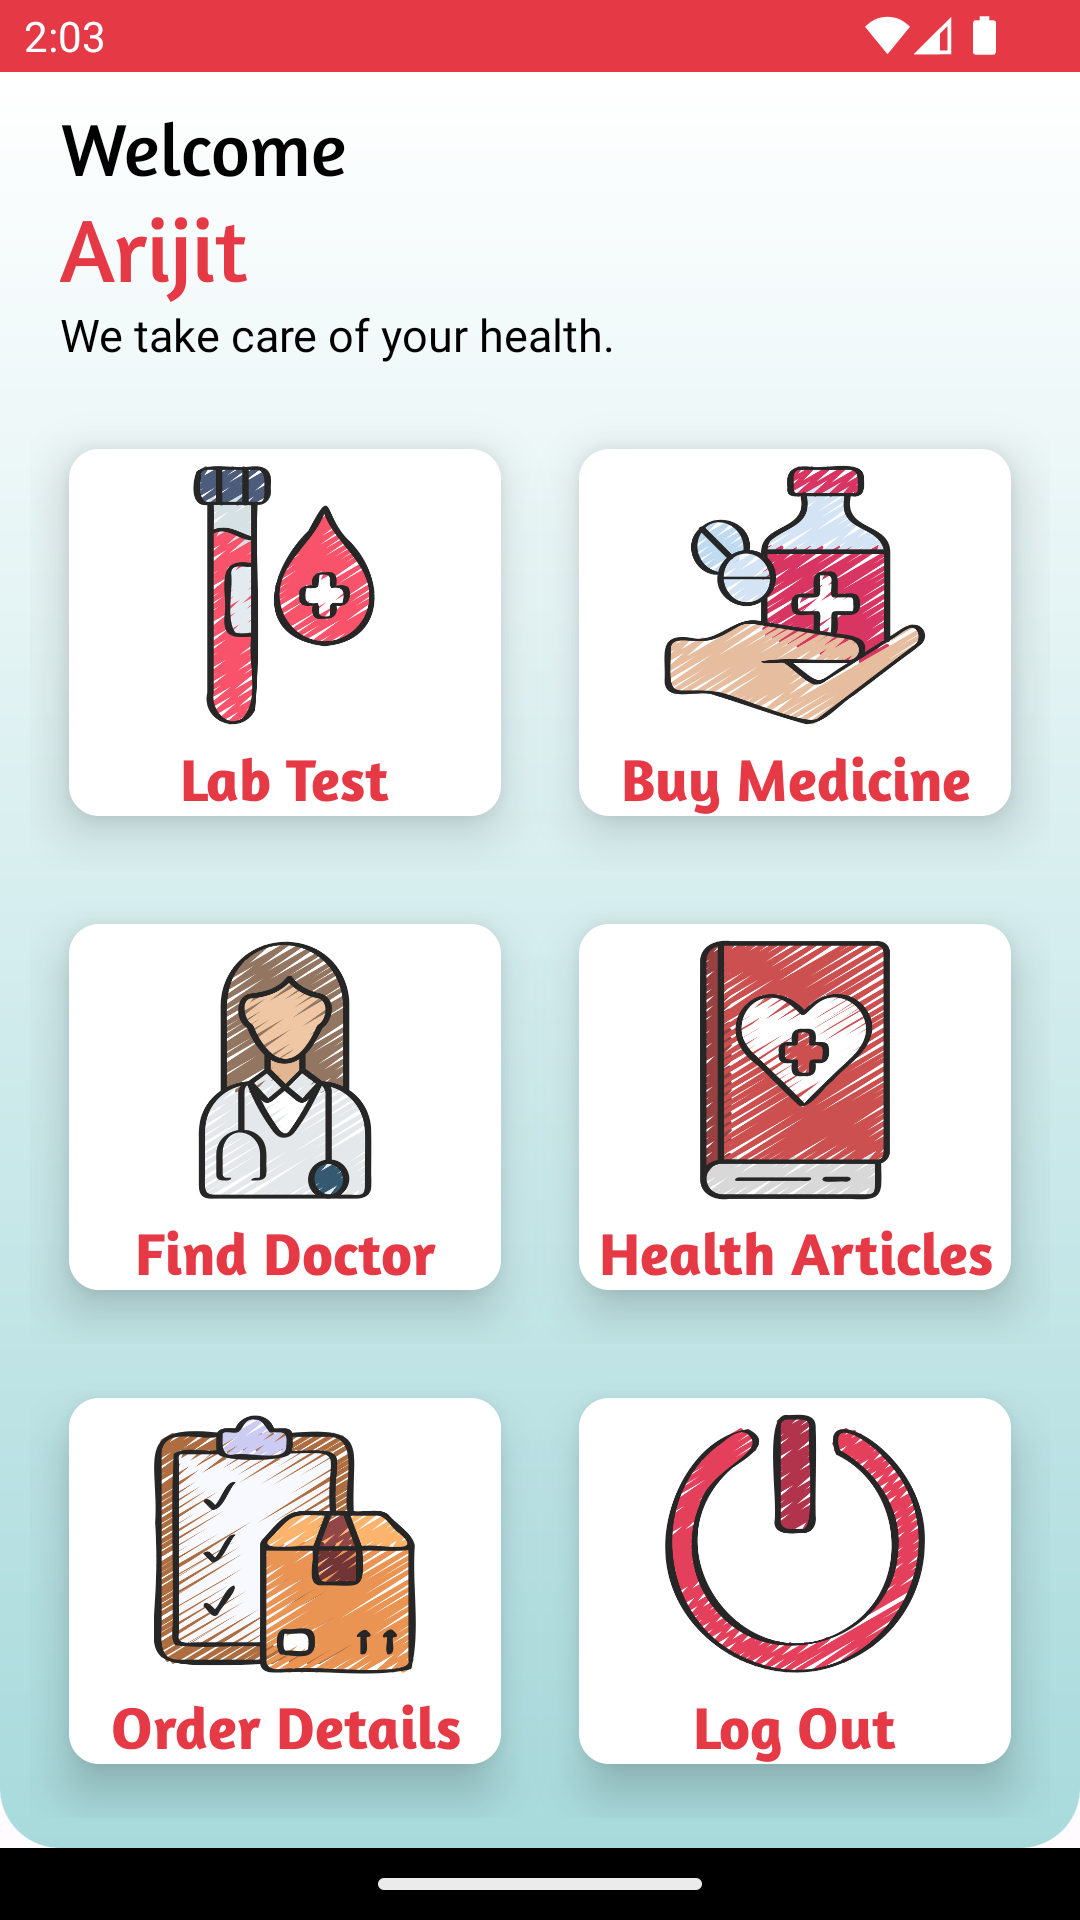 2:03
Welcome
Arijit
We take care of your health.
Lab Test
Buy Medicine
Find Doctor
Health Articles
Order Details
Log Out